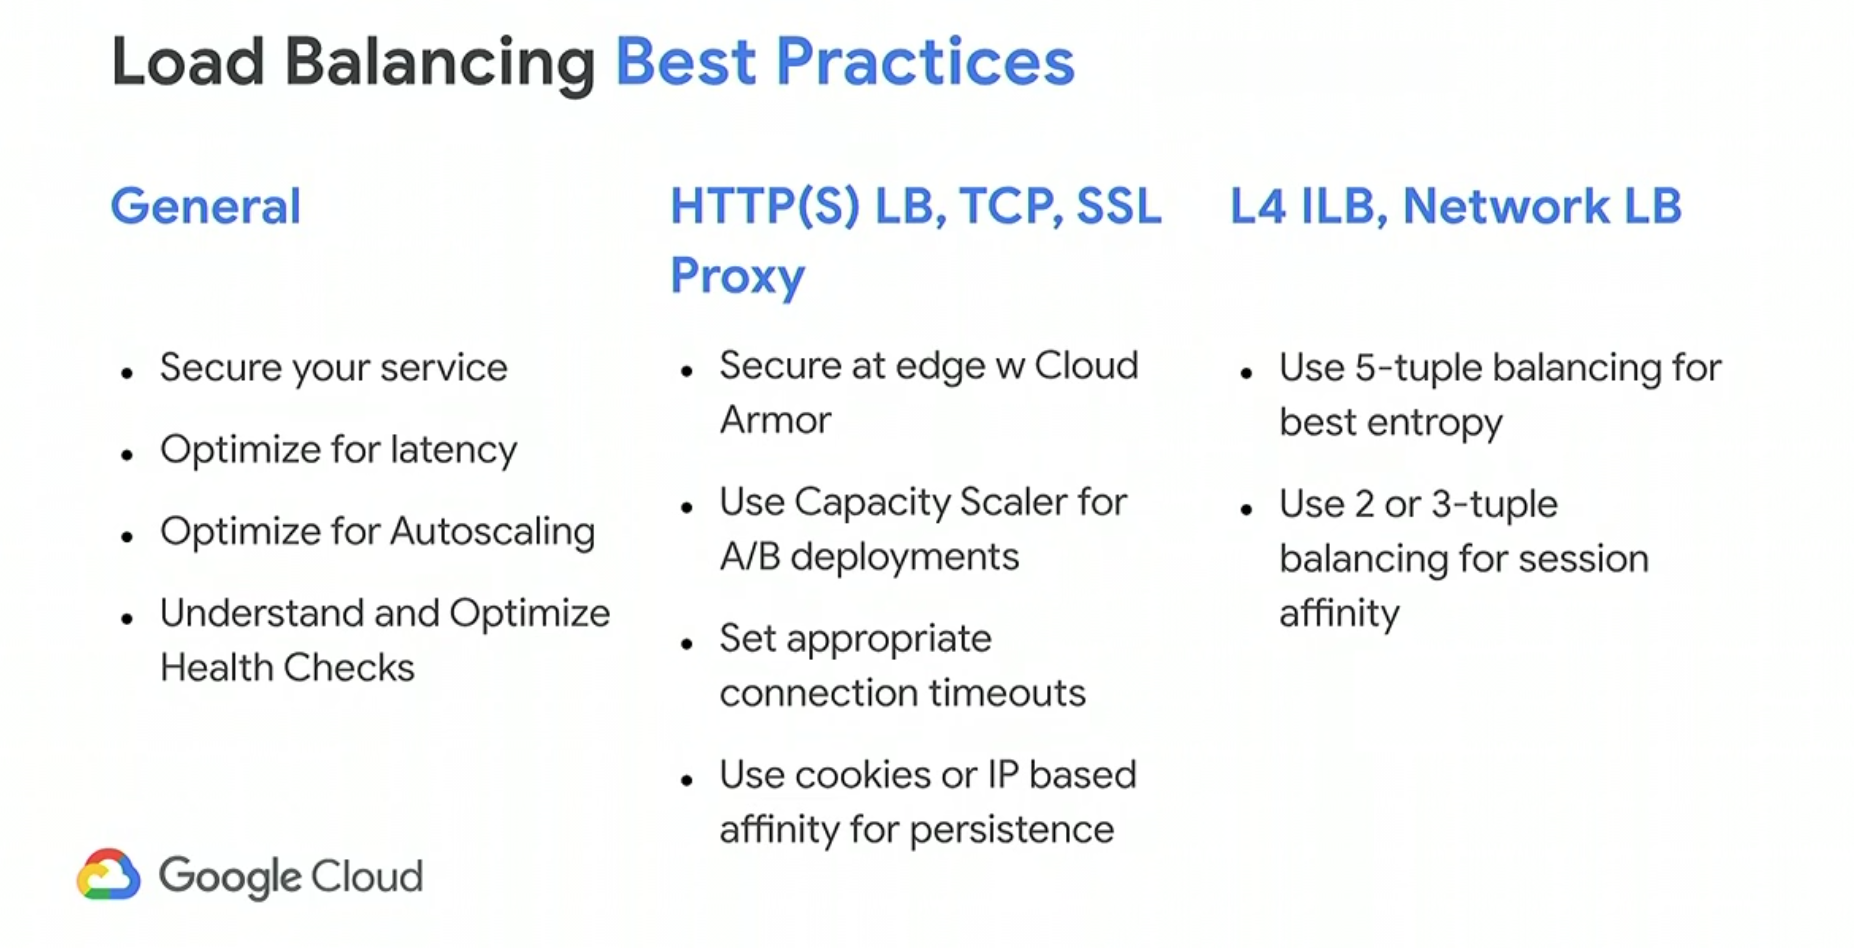 Load Balancing Best Practices
General
Secure your service
Optimize for latency
Optimize for Autoscaling
Understand and Optimize
Health Checks
HTTP(S) LB, TCP, SSL
Proxy
Secure at edge w Cloud
Armor
Use Capacity Scaler for
A/B deployments
Set appropriate
connection timeouts
Use cookies or IP based
affinity for persistence
L4 ILB, Network LB
Use 5-tuple balancing for
best entropy
Use 2 or 3-tuple
balancing for session
affinity
Google Cloud